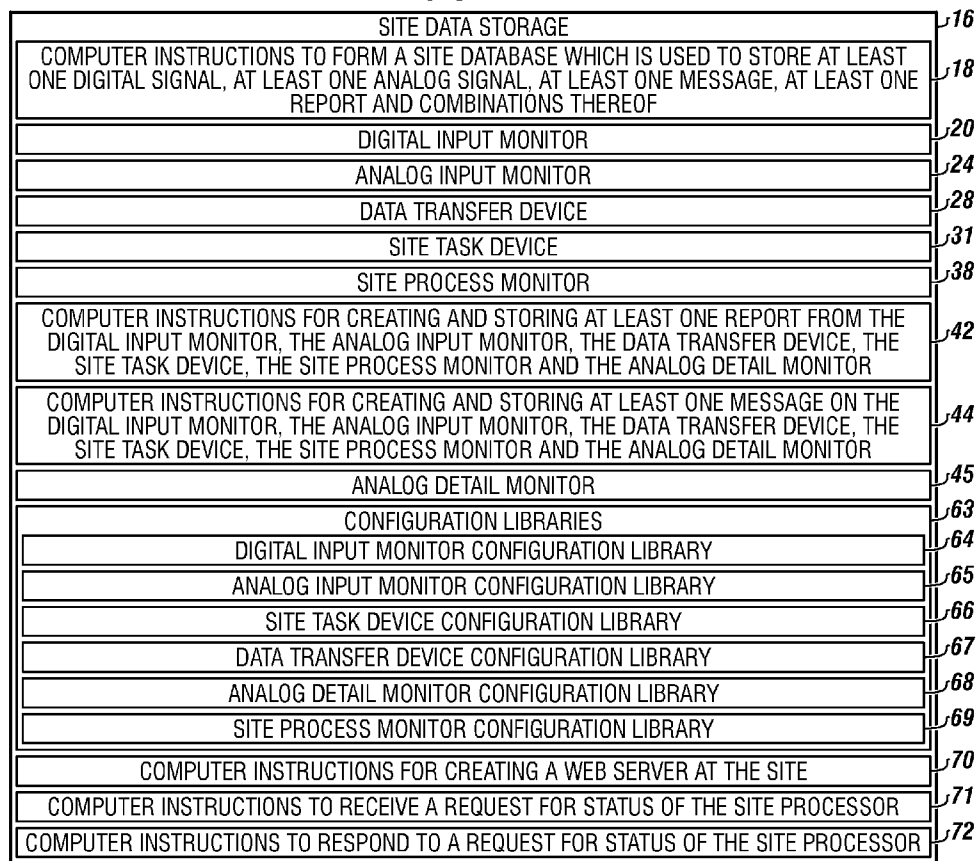 SITE DATA STORAGE 16
COMPUTER INSTRUCTIONS TO FORM A SITE DATABASE WHICH IS USED TO STORE AT LEAST
ONE DIGITAL SIGNAL, AT LEAST ONE ANALOG SIGNAL, AT LEAST ONE MESSAGE, AT LEAST ONE
REPORT AND COMBINATIONS THEREOF
18
DIGITAL INPUT MONITOR 20
ANALOG INPUT MONITOR 24
DATA TRANSFER DEVICE 28
SITE TASK DEVICE 31
SITE PROCESS MONITOR 38
COMPUTER INSTRUCTIONS FOR CREATING AND STORING AT LEAST ONE REPORT FROM THE
DIGITAL INPUT MONITOR, THE ANALOG INPUT MONITOR, THE DATA TRANSFER DEVICE, THE
SITE TASK DEVICE, THE SITE PROCESS MONITOR AND THE ANALOG DETAIL MONITOR
42
COMPUTER INSTRUCTIONS FOR CREATING AND STORING AT LEAST ONE MESSAGE ON THE
DIGITAL INPUT MONITOR, THE ANALOG INPUT MONITOR, THE DATA TRANSFER DEVICE, THE
SITE TASK DEVICE, THE SITE PROCESS MONITOR AND THE ANALOG DETAIL MONITOR
44
ANALOG DETAIL MONITOR 45
CONFIGURATION LIBRARIES 63
DIGITAL INPUT MONITOR CONFIGURATION LIBRARY 64
ANALOG INPUT MONITOR CONFIGURATION LIBRARY 65
SITE TASK DEVICE CONFIGURATION LIBRARY 66
DATA TRANSFER DEVICE CONFIGURATION LIBRARY 67
ANALOG DETAIL MONITOR CONFIGURATION LIBRARY 68
SITE PROCESS MONITOR CONFIGURATION LIBRARY 69
COMPUTER INSTRUCTIONS FOR CREATING A WEB SERVER AT THE SITE 70
COMPUTER INSTRUCTIONS TO RECEIVE A REQUEST FOR STATUS OF THE SITE PROCESSOR 71
COMPUTER INSTRUCTIONS TO RESPOND TO A REQUEST FOR STATUS OF THE SITE PROCESSOR 72